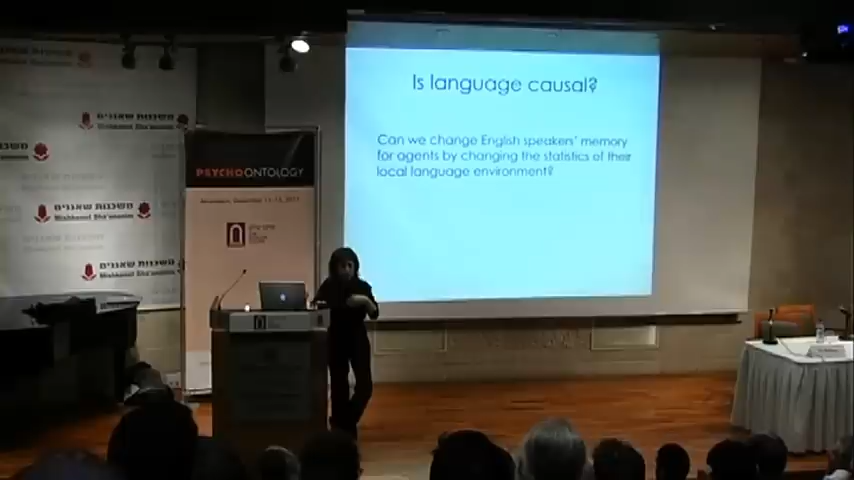 Is language causal?
Can we change English speakers' memory
for agents by changing the statistics of their
local language environment?
PSYCHOONTOLOGY
משכנות שאננים
Mishkenot Sha'ananim
משכנות שאננים
Mishkenot Sha'ananim
משכנות שאננים
Mishkenot Sha'ananim